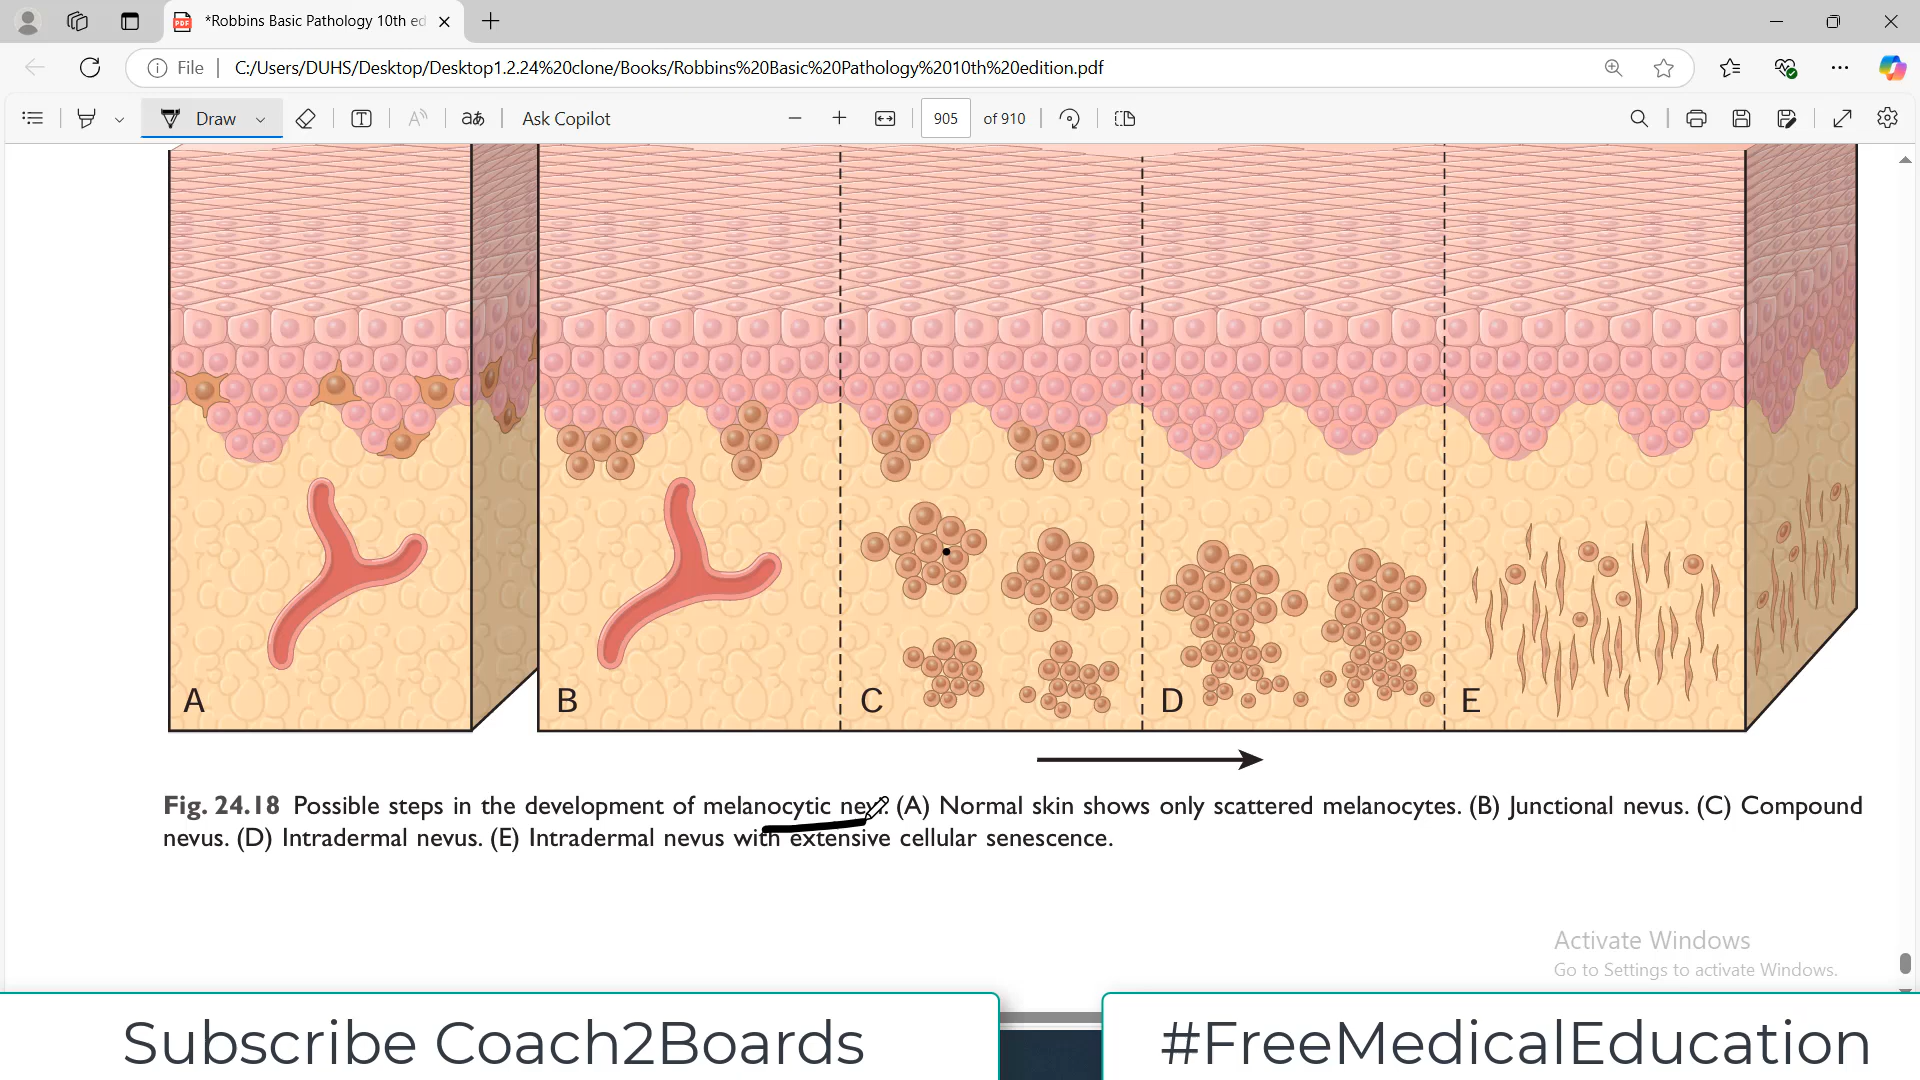 *Robbins Basic Pathology 10th ed
File
C:/Users/DUHS/Desktop/Desktop1.2.24%20clone/Books/Robbins%20Basic%20Pathology%2010th%20edition.pdf
Draw
aあ
Ask Copilot
905 of 910
A
B
C
D
E
Fig. 24.18 Possible steps in the development of melanocytic nevi. (A) Normal skin shows only scattered melanocytes. (B) Junctional nevus. (C) Compound
nevus. (D) Intradermal nevus. (E) Intradermal nevus with extensive cellular senescence.
Activate Windows
Go to Settings to activate Windows.
Subscribe Coach2Boards
#FreeMedicalEducation